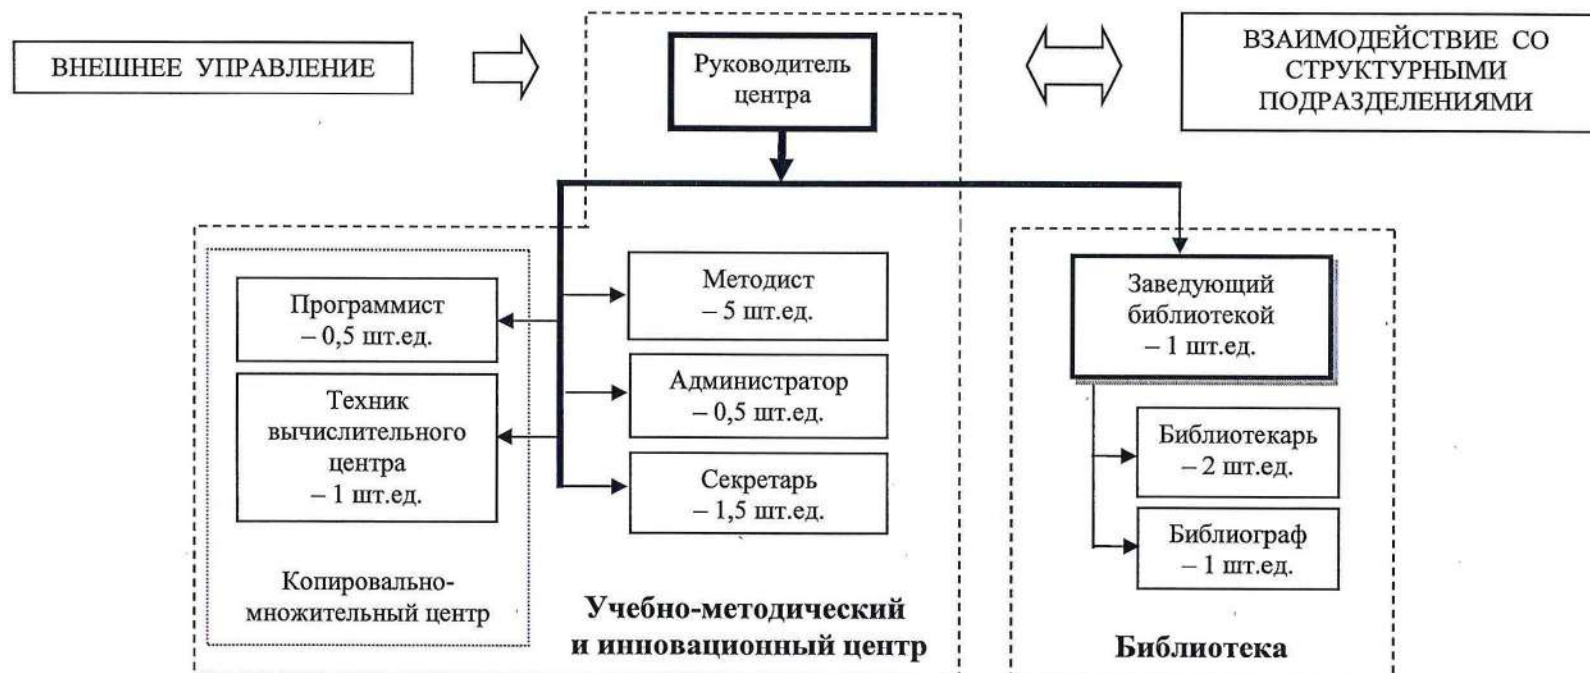 ВНЕШНЕЕ УПРАВЛЕНИЕ
Руководитель
центра
ВЗАИМОДЕЙСТВИЕ СО
СТРУКТУРНЫМИ
ПОДРАЗДЕЛЕНИЯМИ
Программист
– 0,5 шт.ед.
Техник
вычислительного
центра
– 1 шт.ед.
Копировально-
множительный центр
Методист
– 5 шт.ед.
Администратор
– 0,5 шт.ед.
Секретарь
– 1,5 шт.ед.
Учебно-методический
и инновационный центр
Заведующий
библиотекой
– 1 шт.ед.
Библиотекарь
– 2 шт.ед.
Библиограф
– 1 шт.ед.
Библиотека